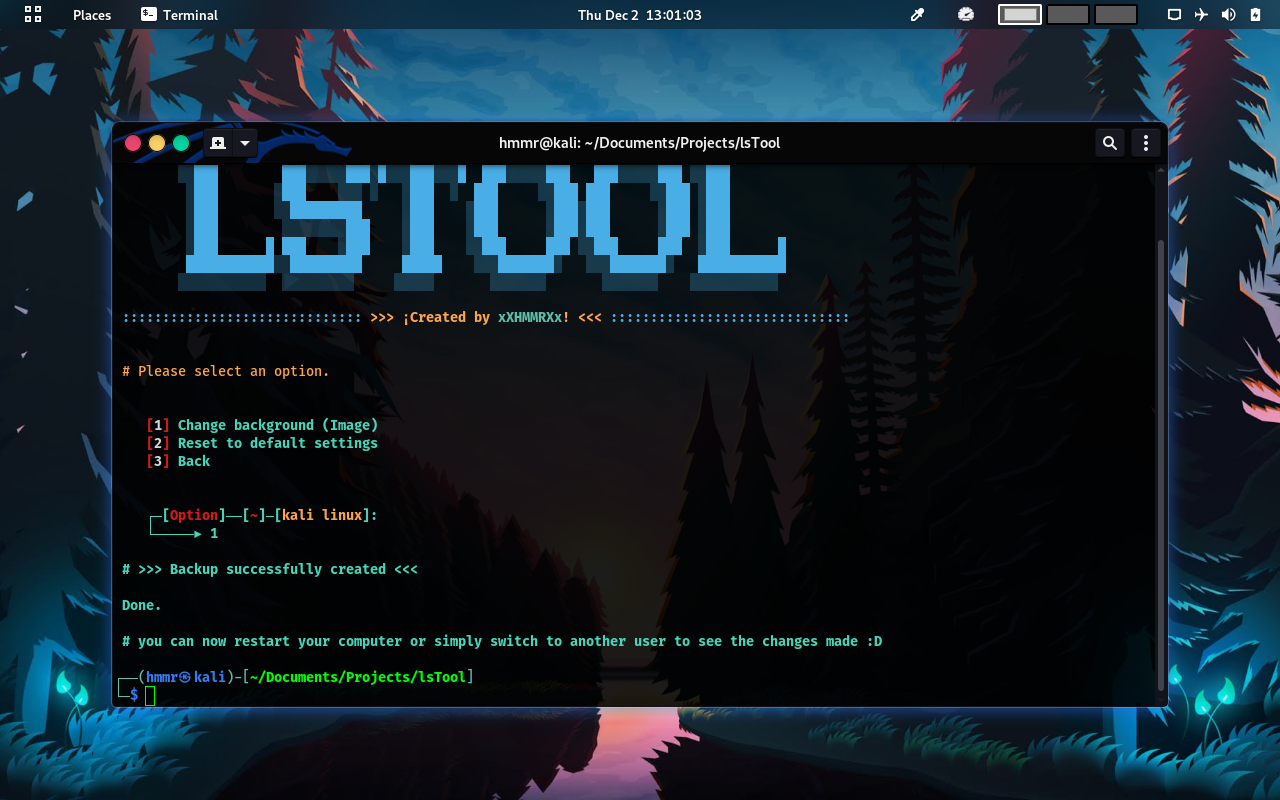 Places
Terminal
Thu Dec 2 13:01:03
hmmr@kali: ~/Documents/Projects/lsTool
LSTOOL
:::::::::::::::::::::::::::::: >>> ¡Created by xXHMMRXx! <<< ::::::::::::::::::::::::::::::
# Please select an option.
[1] Change background (Image)
[2] Reset to default settings
[3] Back
┌─[Option]──[~]─[kali linux]:
└─────► 1
# >>> Backup successfully created <<<
Done.
# you can now restart your computer or simply switch to another user to see the changes made :D
┌──(hmmr㉿kali)-[~/Documents/Projects/lsTool]
└─$